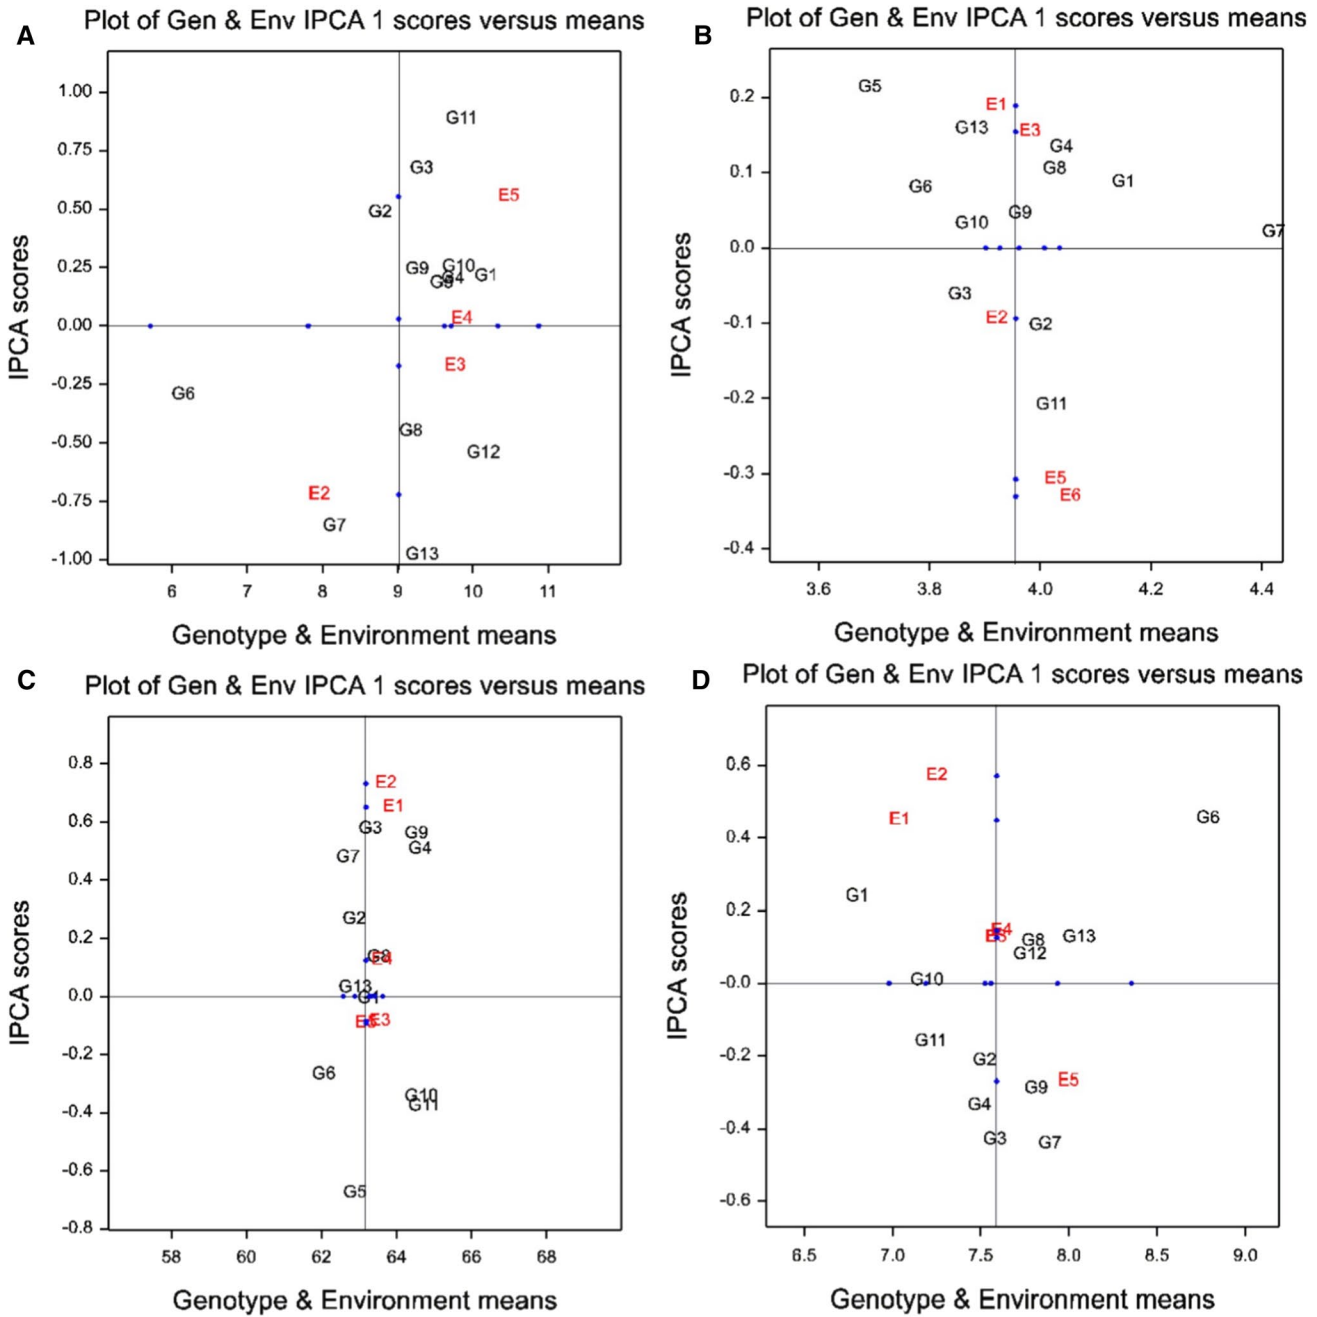 A
Plot of Gen & Env IPCA 1 scores versus means
IPCA scores
1.00
0.75
0.50
0.25
0.00
-0.25
-0.50
-0.75
-1.00
G11
G3
E5
G2
G9
G10
G1
E4
E3
G6
G8
G12
E2
G7
G13
6 7 8 9 10 11
Genotype & Environment means
B
Plot of Gen & Env IPCA 1 scores versus means
IPCA scores
0.2
0.1
0.0
-0.1
-0.2
-0.3
-0.4
G5
E1
G13
E3
G4
G8
G1
G6
G9
G10
G7
G3
E2
G2
G11
E5
E6
3.6 3.8 4.0 4.2 4.4
Genotype & Environment means
C
Plot of Gen & Env IPCA 1 scores versus means
IPCA scores
0.8
0.6
0.4
0.2
0.0
-0.2
-0.4
-0.6
-0.8
E2
E1
G3
G9
G4
G7
G2
G8
E4
G13
E3
G6
G10
G11
G5
58 60 62 64 66 68
Genotype & Environment means
D
Plot of Gen & Env IPCA 1 scores versus means
IPCA scores
0.6
0.4
0.2
-0.0
-0.2
-0.4
-0.6
E2
E1
G6
G1
E4
G8
G13
G12
G10
G11
G2
E5
G9
G4
G3
G7
6.5 7.0 7.5 8.0 8.5 9.0
Genotype & Environment means